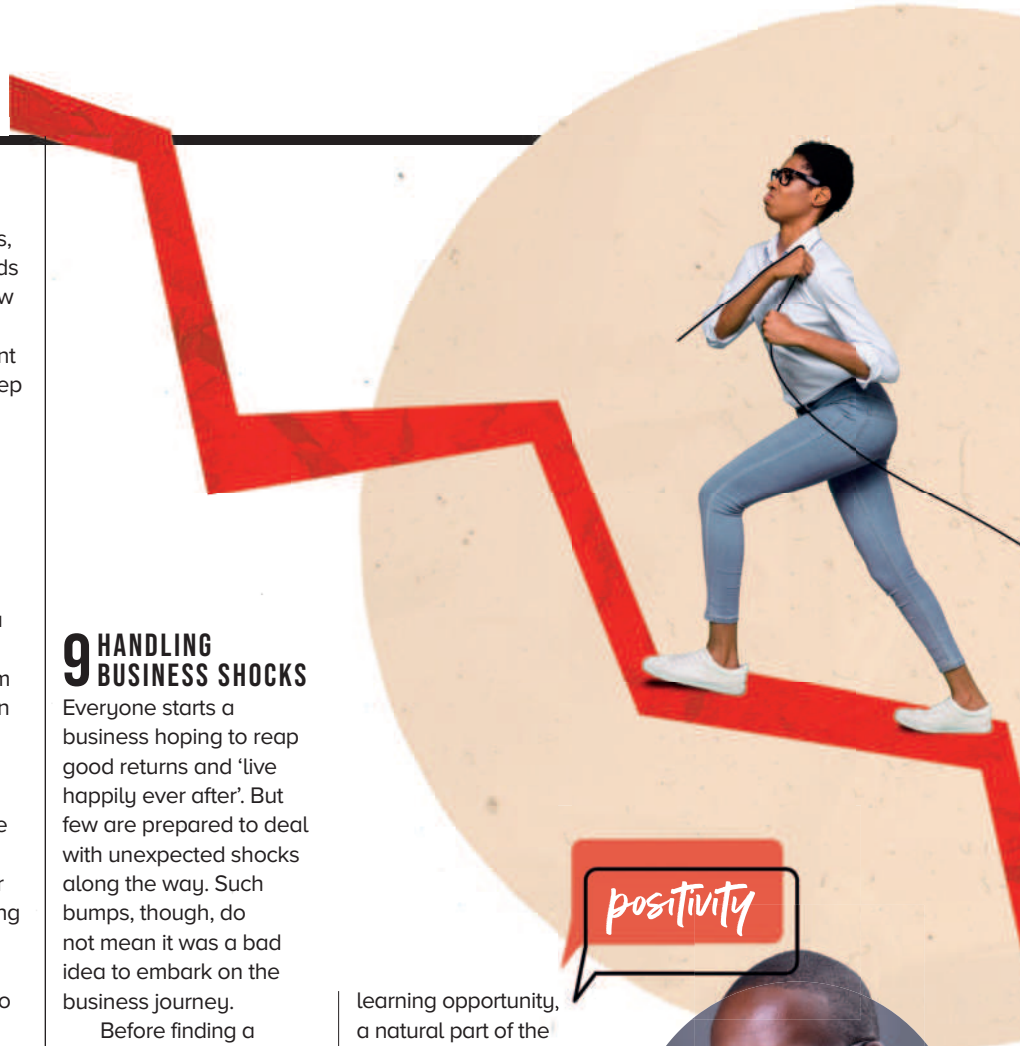 9 HANDLING
BUSINESS SHOCKS
Everyone starts a
business hoping to reap
good returns and ‘live
happily ever after’. But
few are prepared to deal
with unexpected shocks
along the way. Such
bumps, though, do
not mean it was a bad
idea to embark on the
business journey.
Before finding a
learning opportunity,
a natural part of the
positivity